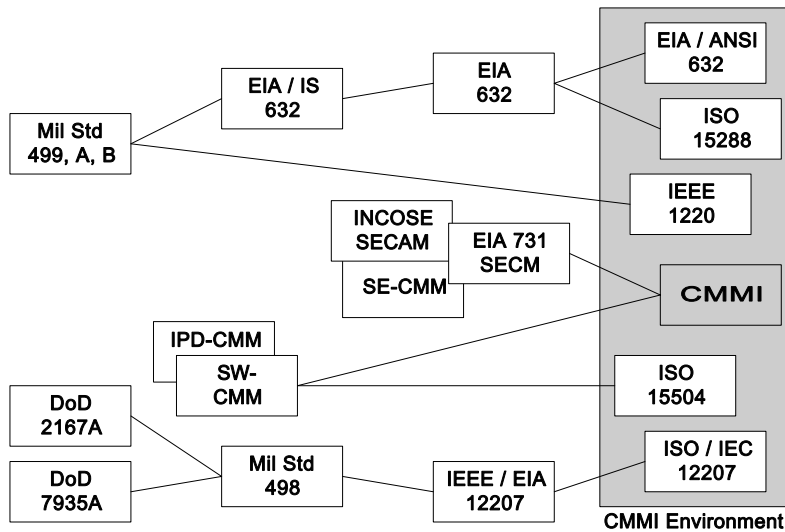 EIA / ANSI
632
EIA / IS
632
EIA
632
Mil Std
499, A, B
ISO
15288
IEEE
1220
INCOSE
SECAM
EIA 731
SECM
SE-CMM
CMMI
IPD-CMM
SW-
CMM
ISO
15504
DoD
2167A
Mil Std
498
IEEE / EIA
12207
ISO / IEC
12207
DoD
7935A
CMMI Environment